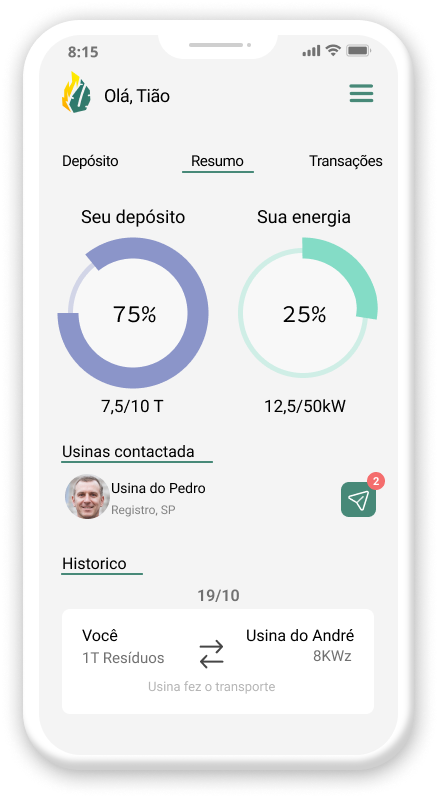 8:15
Olá, Tião
Depósito Resumo Transações
Seu depósito Sua energia
75% 25%
7,5/10 T 12,5/50kW
Usinas contactada
Usina do Pedro
2
Registro, SP
Historico
19/10
Você Usina do André
1T Resíduos 8KWz
Usina fez o transporte